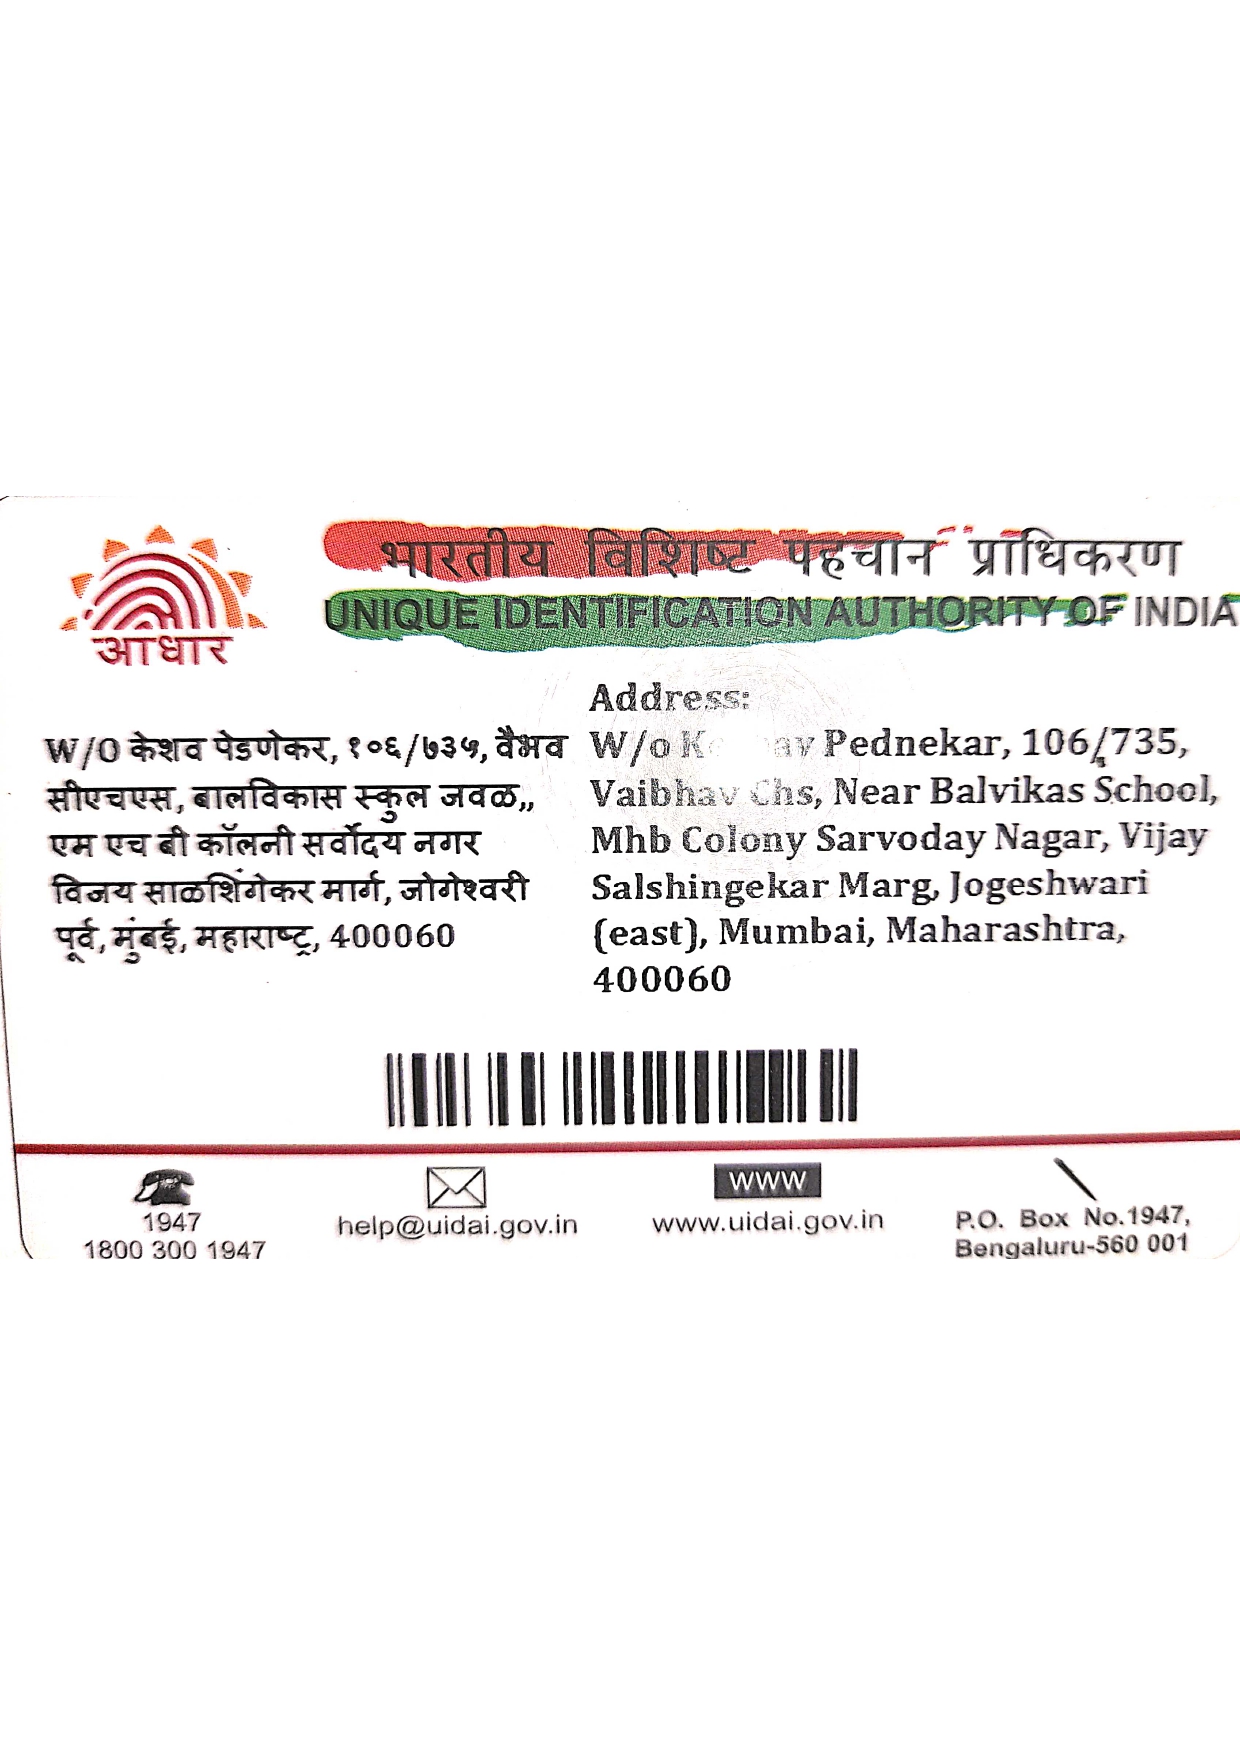 भारतीय विशिष्ट पहचान प्राधिकरण
UNIQUE IDENTIFICATION AUTHORITY OF INDIA
आधार
W/O केशव पेडणेकर, १०६/७३५, वैभव
सीएचएस, बालविकास स्कुल जवळ,,
एम एच बी कॉलनी सर्वोदय नगर
विजय साळशिंगेकर मार्ग, जोगेश्वरी
पूर्व, मुंबई, महाराष्ट्र, 400060
Address:
W/o Pednekar, 106/735,
Vaibhav Chs, Near Balvikas School,
Mhb Colony Sarvoday Nagar, Vijay
Salshingekar Marg, Jogeshwari
(east), Mumbai, Maharashtra,
400060
1947
1800 300 1947
help@uidai.gov.in
WWW
www.uidai.gov.in
P.O. Box No.1947,
Bengaluru-560 001